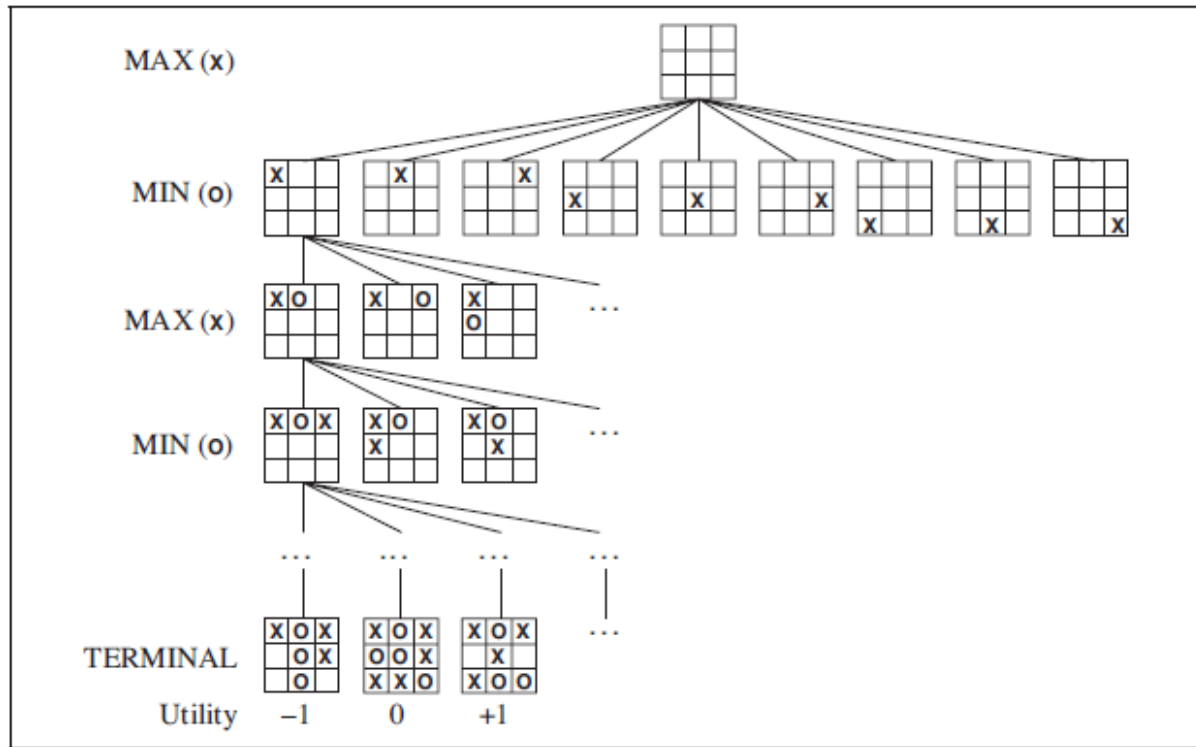 MAX (X)
MIN (O)
X X X X X X X X X
MAX (X)
X O X O X
O
...
MIN (O)
X O X X O X O
X X
...
... ... ... ...
TERMINAL
X O X X O X X O X
O X O O X X
O X X O X O O
...
Utility −1 0 +1